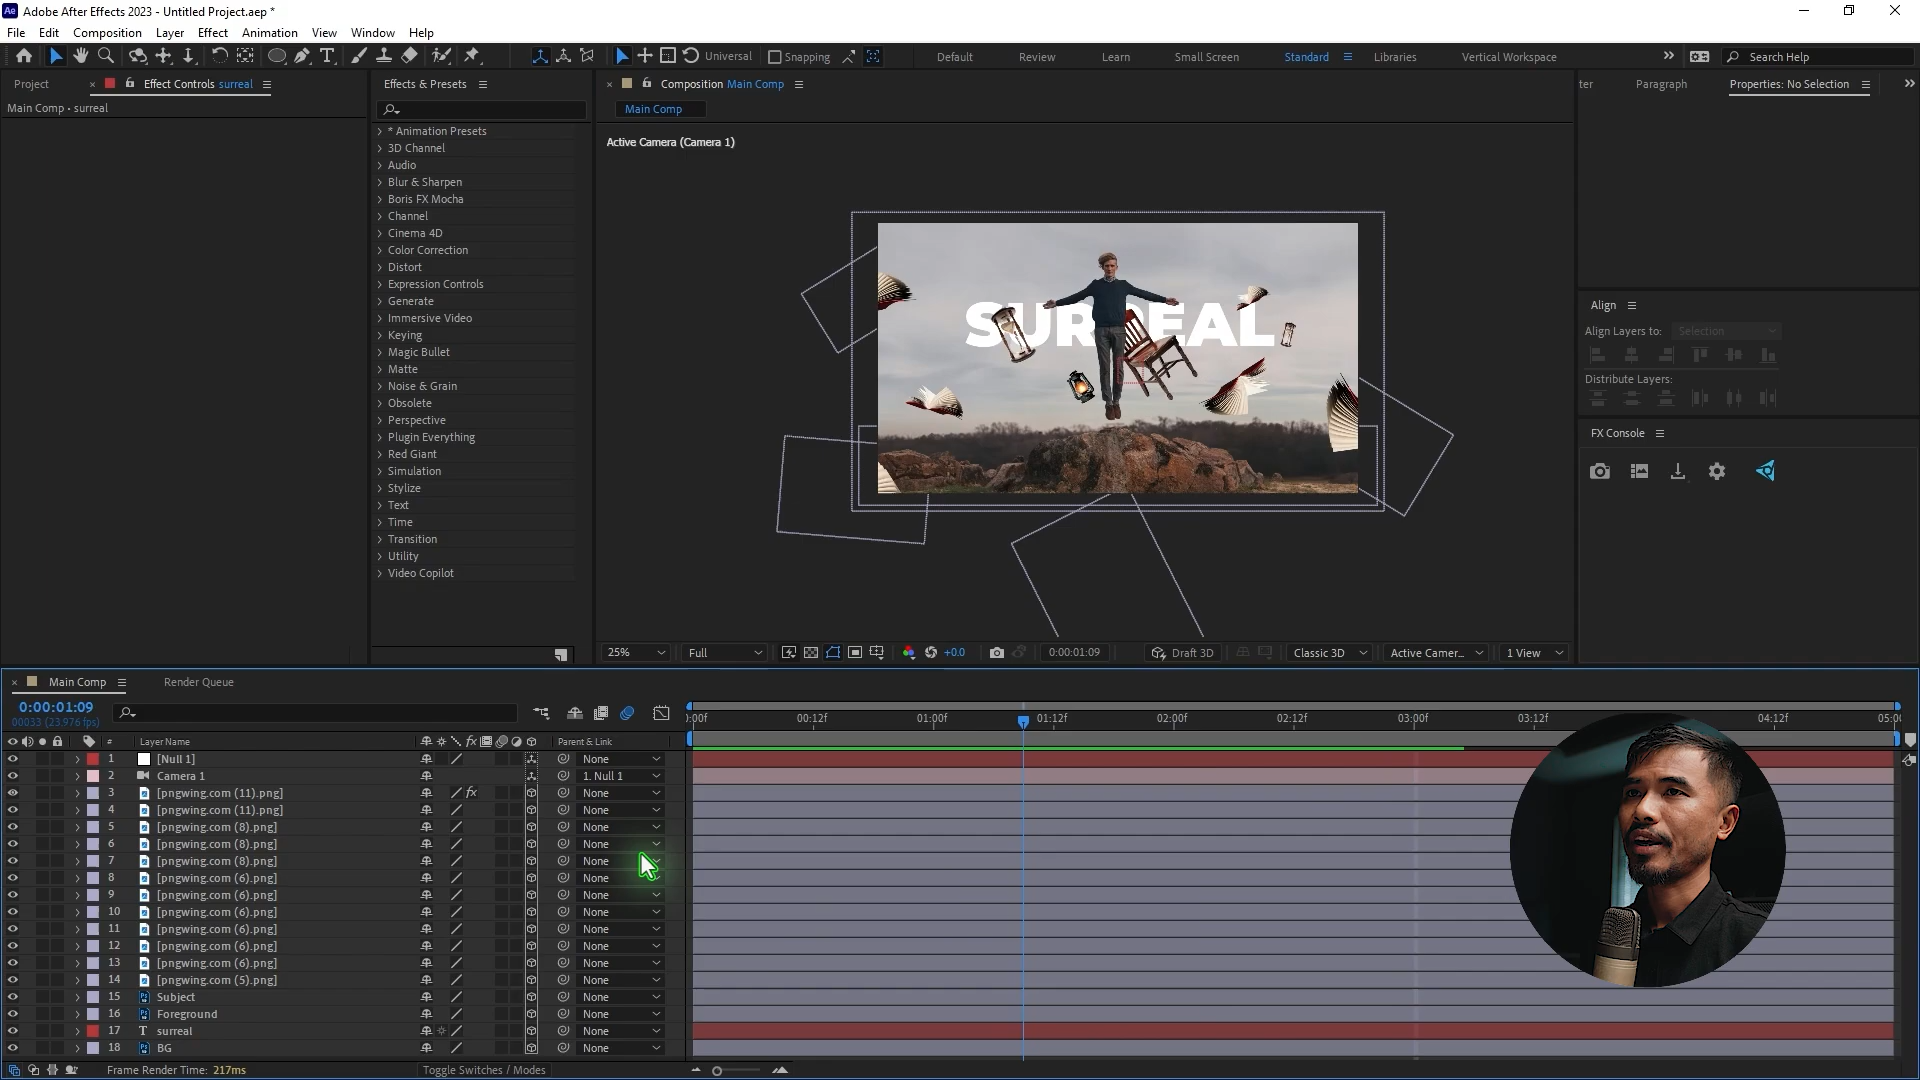 Ae Adobe After Effects 2023 - Untitled Project.aep *
File Edit Composition Layer Effect Animation View Window Help
Universal Snapping Default Review Learn Small Screen Standard Libraries Vertical Workspace Search Help
Project Effect Controls surreal
Main Comp • surreal
Effects & Presets
* Animation Presets
3D Channel
Audio
Blur & Sharpen
Boris FX Mocha
Channel
Cinema 4D
Color Correction
Distort
Expression Controls
Generate
Immersive Video
Keying
Magic Bullet
Matte
Noise & Grain
Obsolete
Perspective
Plugin Everything
Red Giant
Simulation
Stylize
Text
Time
Transition
Utility
Video Copilot
Composition Main Comp
Main Comp
Active Camera (Camera 1)
SURREAL
25% Full +0.0 0:00:01:09 Draft 3D Classic 3D Active Camer... 1 View
ter Paragraph Properties: No Selection
Align
Align Layers to: Selection
Distribute Layers:
FX Console
Main Comp Render Queue
0:00:01:09
00033 (23.976 fps)
):00f 00:12f 01:00f 01:12f 02:00f 02:12f 03:00f 03:12f 04:12f 05:0
# Layer Name fx Parent & Link
1 [Null 1] None
2 Camera 1 1. Null 1
3 [pngwing.com (11).png] fx None
4 [pngwing.com (11).png] None
5 [pngwing.com (8).png] None
6 [pngwing.com (8).png] None
7 [pngwing.com (8).png] None
8 [pngwing.com (6).png] None
9 [pngwing.com (6).png] None
10 [pngwing.com (6).png] None
11 [pngwing.com (6).png] None
12 [pngwing.com (6).png] None
13 [pngwing.com (6).png] None
14 [pngwing.com (5).png] None
15 Subject None
16 Foreground None
17 T surreal None
18 BG None
Frame Render Time: 217ms Toggle Switches / Modes